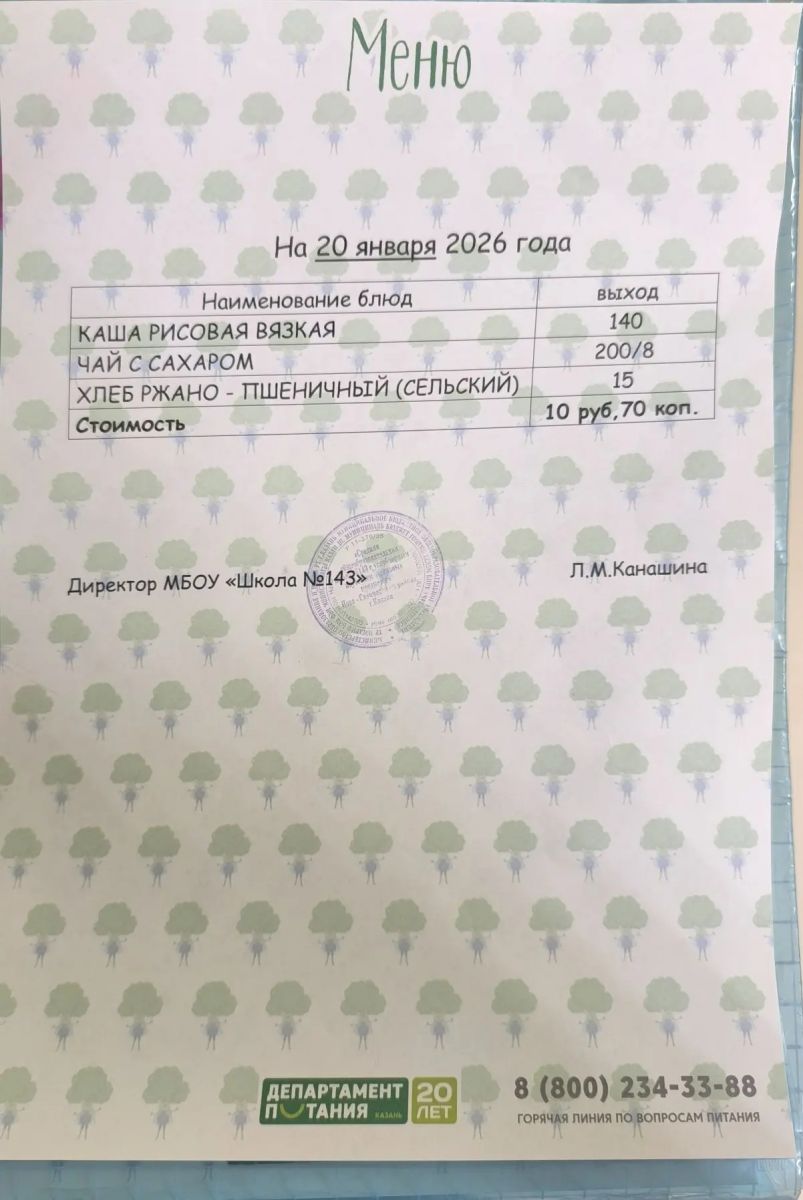 Меню
На 20 января 2026 года
Наименование блюд выход
КАША РИСОВАЯ ВЯЗКАЯ 140
ЧАЙ С САХАРОМ 200/8
ХЛЕБ РЖАНО - ПШЕНИЧНЫЙ (СЕЛЬСКИЙ) 15
Стоимость 10 руб,70 коп.
Директор МБОУ «Школа №143» Л.М.Канашина
ДЕПАРТАМЕНТ 20
ПИТАНИЯ КАЗАНЬ ЛЕТ
8 (800) 234-33-88
ГОРЯЧАЯ ЛИНИЯ ПО ВОПРОСАМ ПИТАНИЯ